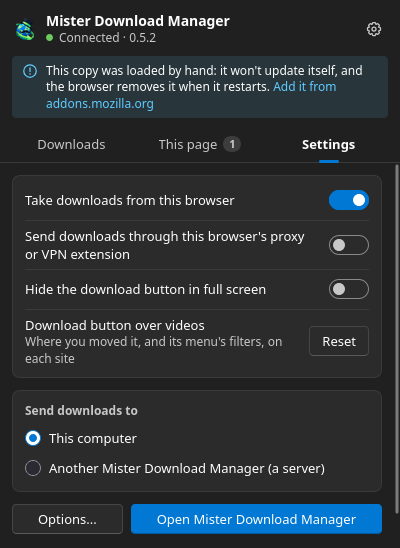 Mister Download Manager
Connected · 0.5.2
This copy was loaded by hand: it won't update itself, and
the browser removes it when it restarts. Add it from
addons.mozilla.org
Downloads
This page 1
Settings
Take downloads from this browser
Send downloads through this browser's proxy
or VPN extension
Hide the download button in full screen
Download button over videos
Where you moved it, and its menu's filters, on
each site
Reset
Send downloads to
This computer
Another Mister Download Manager (a server)
Options...
Open Mister Download Manager